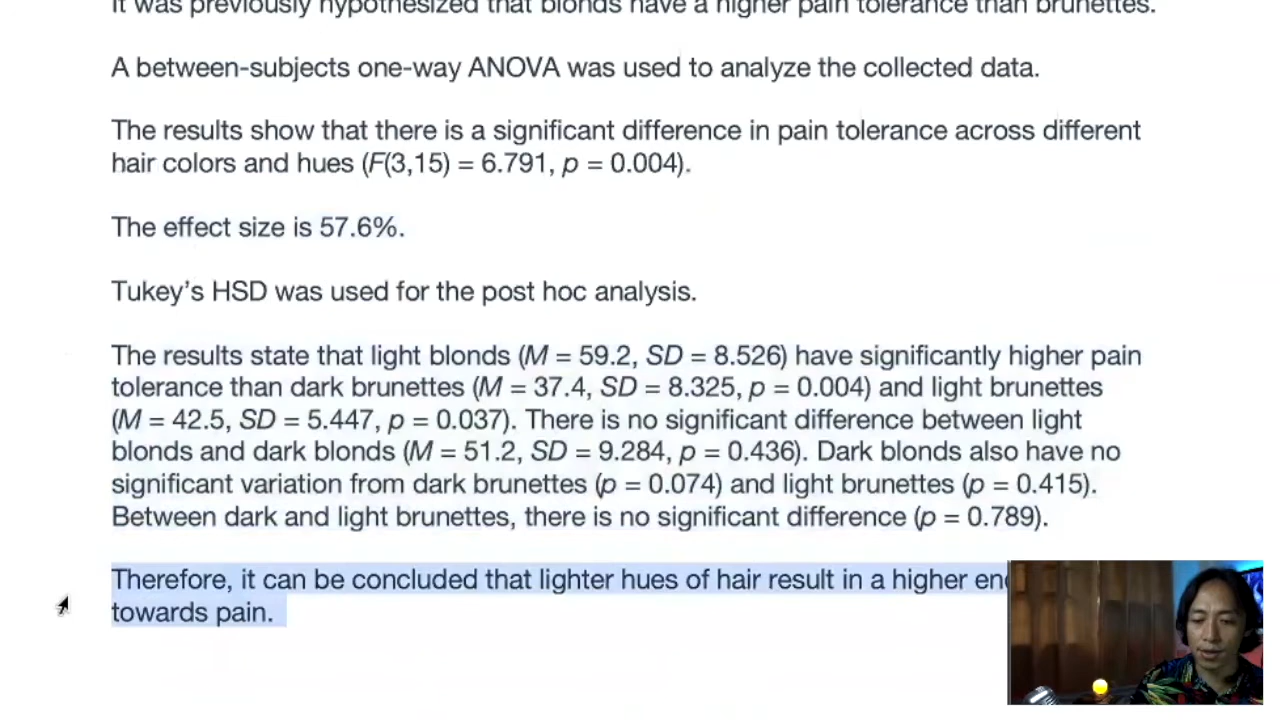 It was previously hypothesized that blonds have a higher pain tolerance than brunettes.
A between-subjects one-way ANOVA was used to analyze the collected data.
The results show that there is a significant difference in pain tolerance across different
hair colors and hues (F(3,15) = 6.791, p = 0.004).
The effect size is 57.6%.
Tukey’s HSD was used for the post hoc analysis.
The results state that light blonds (M = 59.2, SD = 8.526) have significantly higher pain
tolerance than dark brunettes (M = 37.4, SD = 8.325, p = 0.004) and light brunettes
(M = 42.5, SD = 5.447, p = 0.037). There is no significant difference between light
blonds and dark blonds (M = 51.2, SD = 9.284, p = 0.436). Dark blonds also have no
significant variation from dark brunettes (p = 0.074) and light brunettes (p = 0.415).
Between dark and light brunettes, there is no significant difference (p = 0.789).
Therefore, it can be concluded that lighter hues of hair result in a higher
towards pain.